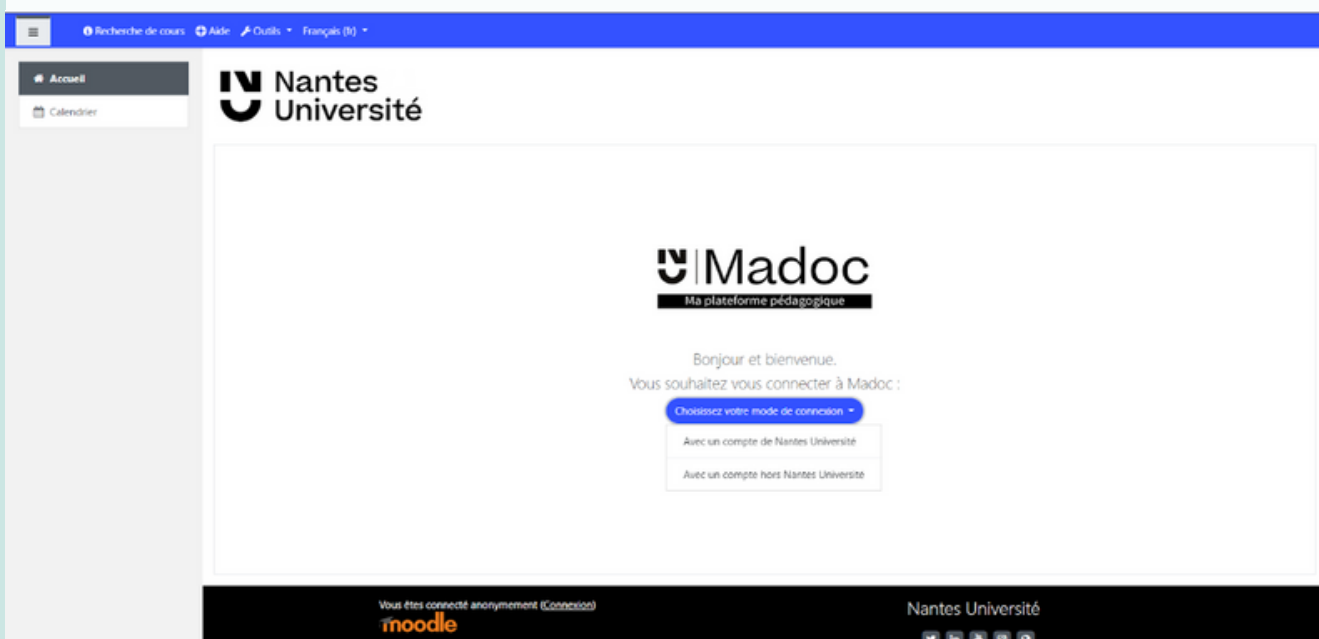 Recherche de cours Aide Outils Français (fr)
Accueil
Calendrier
Nantes
Université
Madoc
Ma plateforme pédagogique
Bonjour et bienvenue.
Vous souhaitez vous connecter à Madoc :
Choisissez votre mode de connexion
Avec un compte de Nantes Université
Avec un compte hors Nantes Université
Vous êtes connecté anonymement (Connexion)
moodle
Nantes Université